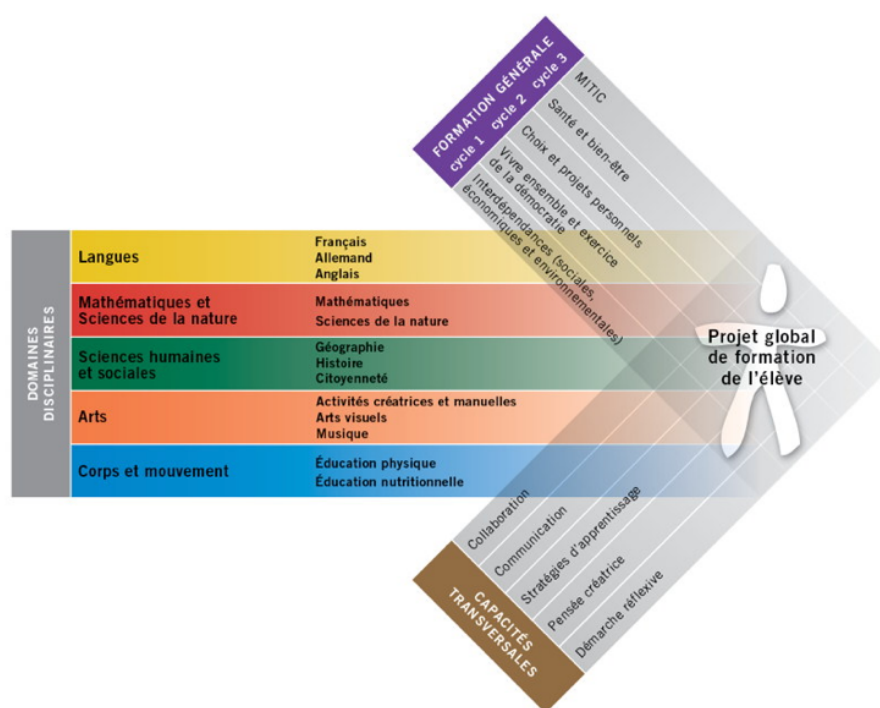 FORMATION GÉNÉRALE
cycle 1 cycle 2 cycle 3
MITIC
Santé et bien-être
Choix et projets personnels
Vivre ensemble et exercice
de la démocratie
Interdépendances (sociales,
économiques et environnementales)
DOMAINES
DISCIPLINAIRES
Langues
Français
Allemand
Anglais
Mathématiques et
Sciences de la nature
Mathématiques
Sciences de la nature
Sciences humaines
et sociales
Géographie
Histoire
Citoyenneté
Arts
Activités créatrices et manuelles
Arts visuels
Musique
Corps et mouvement
Éducation physique
Éducation nutritionnelle
Projet global
de formation
de l'élève
Collaboration
Communication
Stratégies d'apprentissage
Pensée créatrice
Démarche réflexive
CAPACITÉS
TRANSVERSALES